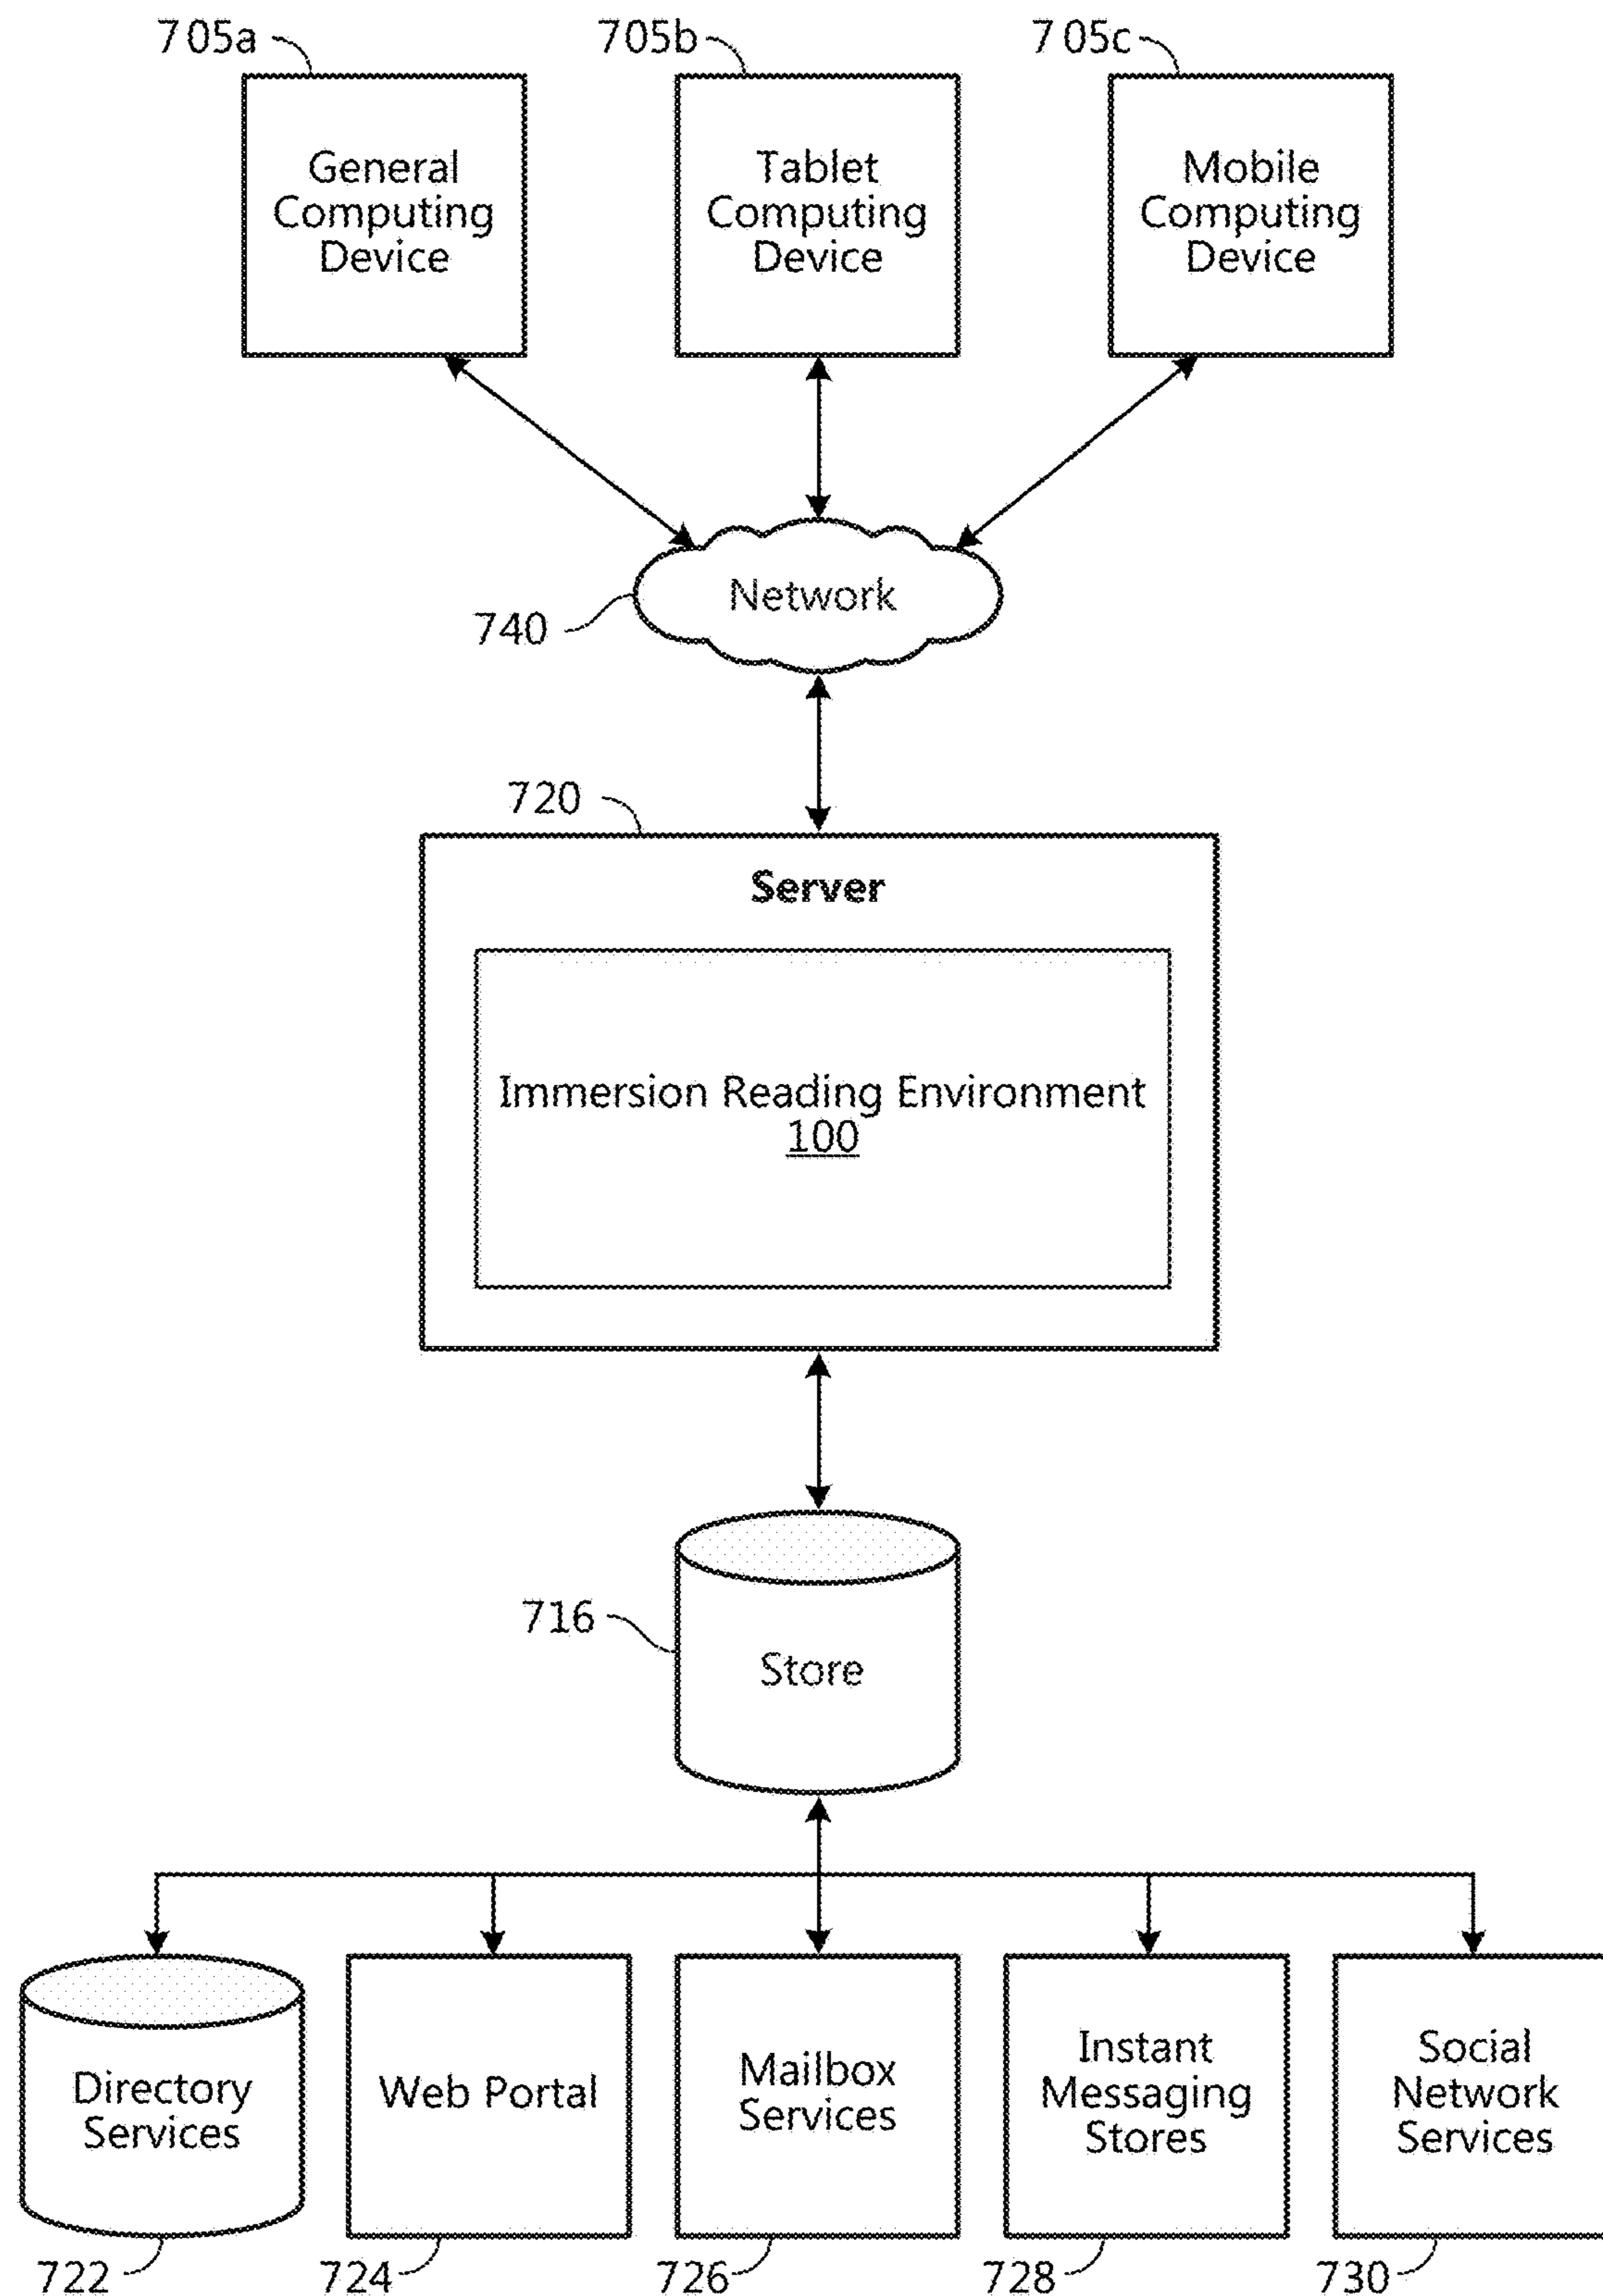 705a
705b
705c
General
Computing
Device
Tablet
Computing
Device
Mobile
Computing
Device
Network
740
720
Server
Immersion Reading Environment
100
716
Store
Directory
Services
Web Portal
Mailbox
Services
Instant
Messaging
Stores
Social
Network
Services
722
724
726
728
730